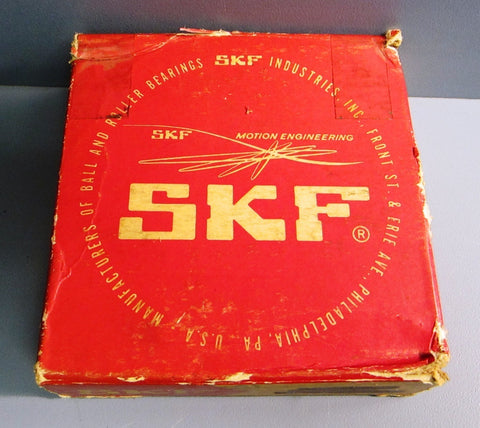 SKF INDUSTRIES, INC., FRONT ST. & ERIE AVE., PHILADELPHIA, PA., U.S.A. / MANUFACTURERS OF BALL AND ROLLER BEARINGS
SKF MOTION ENGINEERING
SKF®